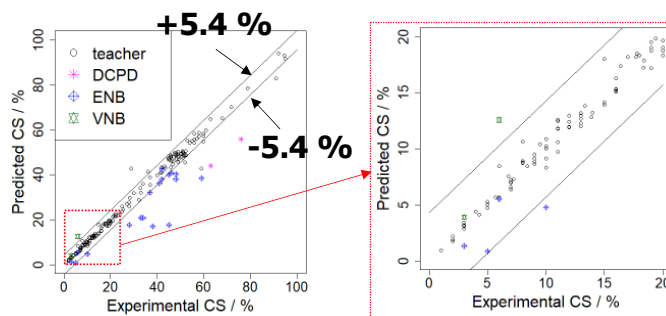 +5.4 %
-5.4 %
teacher
DCPD
ENB
VNB
Predicted CS / %
100
80
60
40
20
0
0 20 40 60 80 100
Experimental CS / %
Predicted CS / %
20
15
10
5
0
0 5 10 15 20
Experimental CS / %